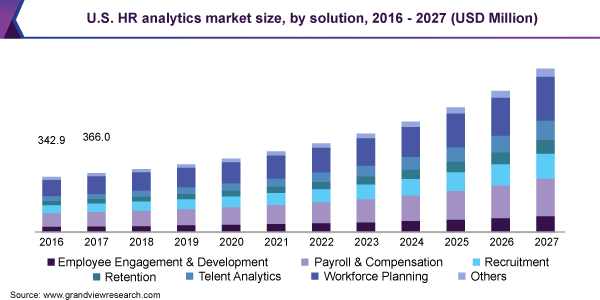 U.S. HR analytics market size, by solution, 2016 - 2027 (USD Million)
342.9
366.0
2016 2017 2018 2019 2020 2021 2022 2023 2024 2025 2026 2027
Employee Engagement & Development Payroll & Compensation Recruitment
Retention Telent Analytics Workforce Planning Others
Source: www.grandviewresearch.com